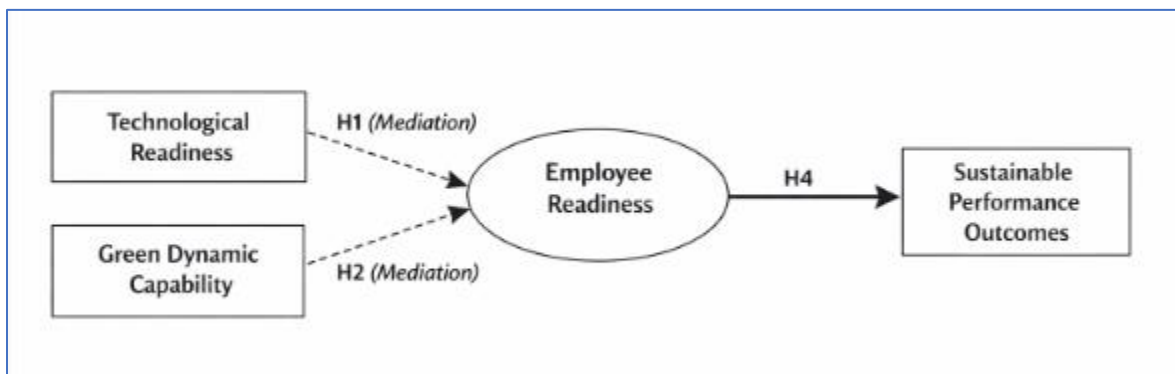 Technological
Readiness
H1 (Mediation)
Green Dynamic
Capability
H2 (Mediation)
Employee
Readiness
H4
Sustainable
Performance
Outcomes